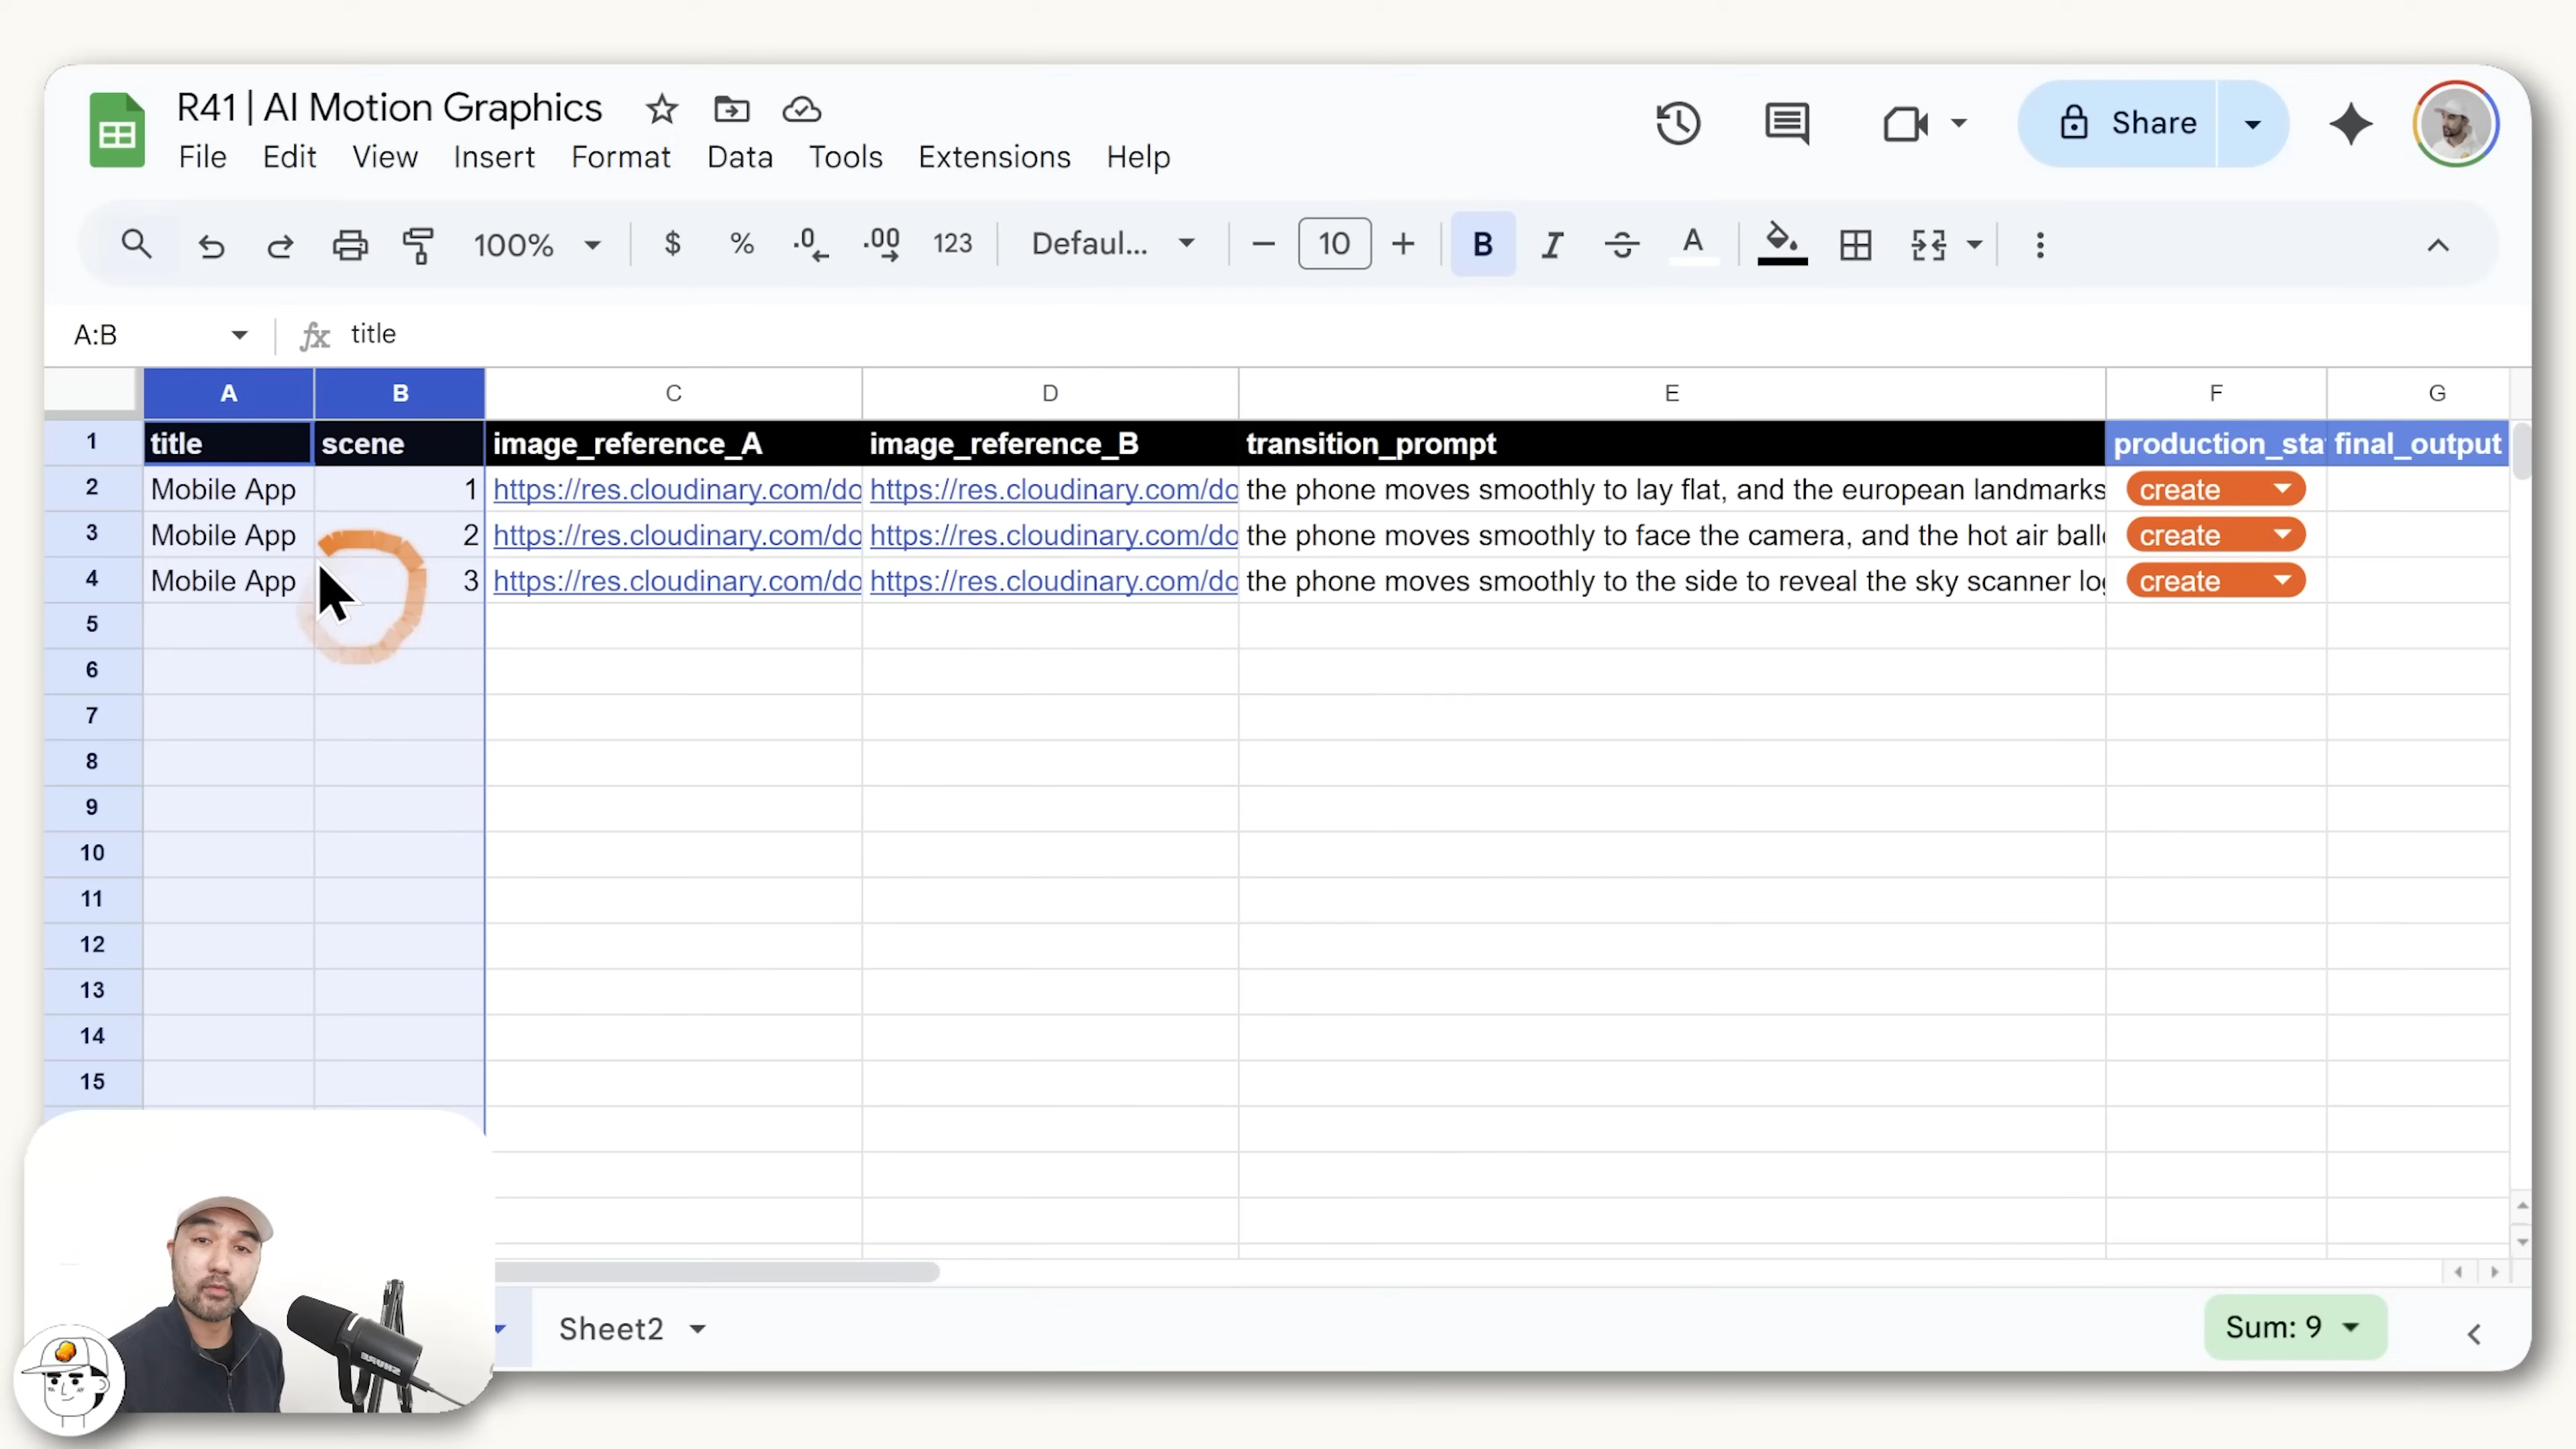 R41 | AI Motion Graphics
File Edit View Insert Format Data Tools Extensions Help
Share
100% $ % .0 .00 123 Defaul... 10 B I A
A:B fx title
A B C D E F G
1 title scene image_reference_A image_reference_B transition_prompt production_sta final_output
2 Mobile App 1 https://res.cloudinary.com/do https://res.cloudinary.com/do the phone moves smoothly to lay flat, and the european landmarks create
3 Mobile App 2 https://res.cloudinary.com/do https://res.cloudinary.com/do the phone moves smoothly to face the camera, and the hot air ball create
4 Mobile App 3 https://res.cloudinary.com/do https://res.cloudinary.com/do the phone moves smoothly to the side to reveal the sky scanner log create
5
6
7
8
9
10
11
12
13
14
15
SHURE
Sheet2
Sum: 9